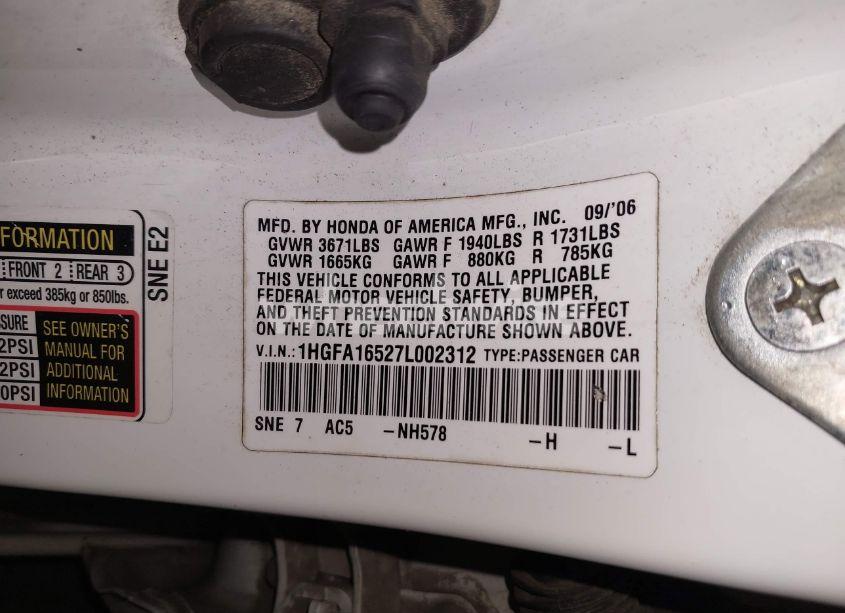 FORMATION
FRONT 2 REAR 3
r exceed 385kg or 850lbs.
SURE
2PSI
2PSI
0PSI
SEE OWNER'S
MANUAL FOR
ADDITIONAL
INFORMATION
SNE E2
MFD. BY HONDA OF AMERICA MFG., INC. 09/'06
GVWR 3671LBS GAWR F 1940LBS R 1731LBS
GVWR 1665KG GAWR F 880KG R 785KG
THIS VEHICLE CONFORMS TO ALL APPLICABLE
FEDERAL MOTOR VEHICLE SAFETY, BUMPER,
AND THEFT PREVENTION STANDARDS IN EFFECT
ON THE DATE OF MANUFACTURE SHOWN ABOVE.
V.I.N.: 1HGFA16527L002312 TYPE:PASSENGER CAR
SNE 7 AC5 -NH578 -H -L